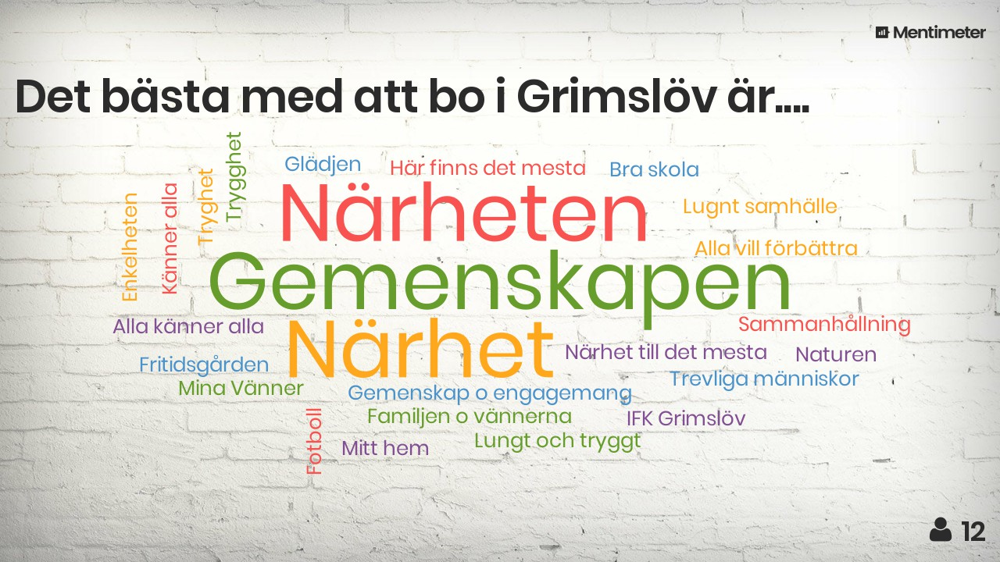 Mentimeter
Det bästa med att bo i Grimslöv är....
Trygghet
Glädjen
Här finns det mesta
Bra skola
Tryghet
Känner alla
Enkelheten
Närheten
Lugnt samhälle
Alla vill förbättra
Gemenskapen
Alla känner alla
Närhet
Sammanhållning
Närhet till det mesta
Naturen
Fritidsgården
Trevliga människor
Mina Vänner
Gemenskap o engagemang
Familjen o vännerna
IFK Grimslöv
Fotboll
Mitt hem
Lungt och tryggt
12